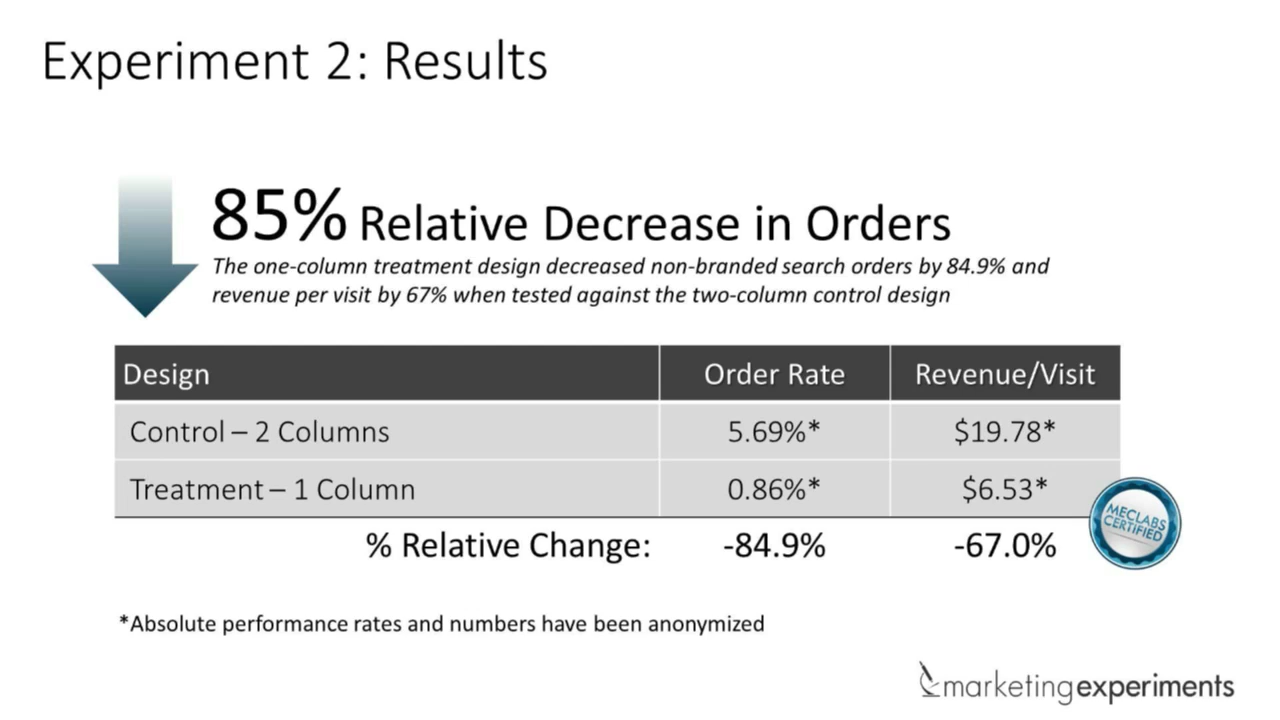 Experiment 2: Results
85% Relative Decrease in Orders
The one-column treatment design decreased non-branded search orders by 84.9% and
revenue per visit by 67% when tested against the two-column control design
Design Order Rate Revenue/Visit
Control – 2 Columns 5.69%* $19.78*
Treatment – 1 Column 0.86%* $6.53*
MECLABS
CERTIFIED
% Relative Change: -84.9% -67.0%
*Absolute performance rates and numbers have been anonymized
marketingexperiments